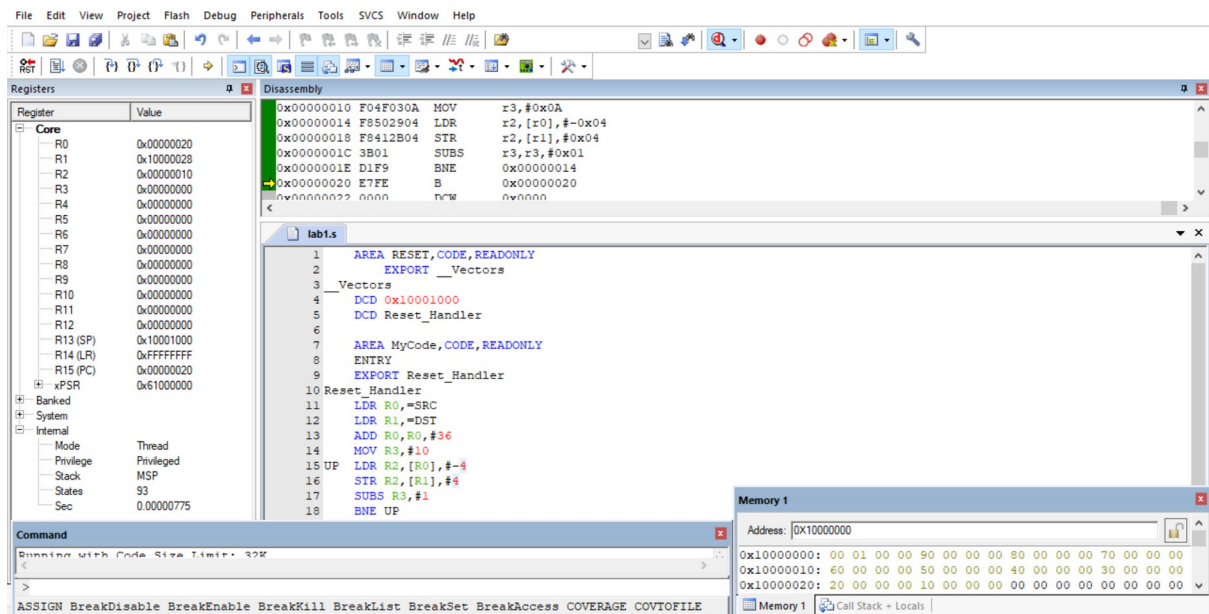 File Edit View Project Flash Debug Peripherals Tools SVCS Window Help
RST
Registers
Register Value
Core
R0 0x00000020
R1 0x10000028
R2 0x00000010
R3 0x00000000
R4 0x00000000
R5 0x00000000
R6 0x00000000
R7 0x00000000
R8 0x00000000
R9 0x00000000
R10 0x00000000
R11 0x00000000
R12 0x00000000
R13 (SP) 0x10001000
R14 (LR) 0xFFFFFFFF
R15 (PC) 0x00000020
xPSR 0x61000000
Banked
System
Internal
Mode Thread
Privilege Privileged
Stack MSP
States 93
Sec 0.00000775
Disassembly
0x00000010 F04F030A MOV r3,#0x0A
0x00000014 F8502904 LDR r2,[r0],#-0x04
0x00000018 F8412B04 STR r2,[r1],#0x04
0x0000001C 3B01 SUBS r3,r3,#0x01
0x0000001E D1F9 BNE 0x00000014
0x00000020 E7FE B 0x00000020
0x00000022 0000 DCW 0x0000
lab1.s
1 AREA RESET,CODE,READONLY
2 EXPORT __Vectors
3 __Vectors
4 DCD 0x10001000
5 DCD Reset_Handler
6
7 AREA MyCode,CODE,READONLY
8 ENTRY
9 EXPORT Reset_Handler
10 Reset_Handler
11 LDR R0,=SRC
12 LDR R1,=DST
13 ADD R0,R0,#36
14 MOV R3,#10
15 UP LDR R2,[R0],#-4
16 STR R2,[R1],#4
17 SUBS R3,#1
18 BNE UP
Command
Running with Code Size Limit: 32K
>
ASSIGN BreakDisable BreakEnable BreakKill BreakList BreakSet BreakAccess COVERAGE COVTOFILE
Memory 1
Address: 0X10000000
0x10000000: 00 01 00 00 90 00 00 00 80 00 00 00 70 00 00 00
0x10000010: 60 00 00 00 50 00 00 00 40 00 00 00 30 00 00 00
0x10000020: 20 00 00 00 10 00 00 00 00 00 00 00 00 00 00 00
Memory 1 Call Stack + Locals